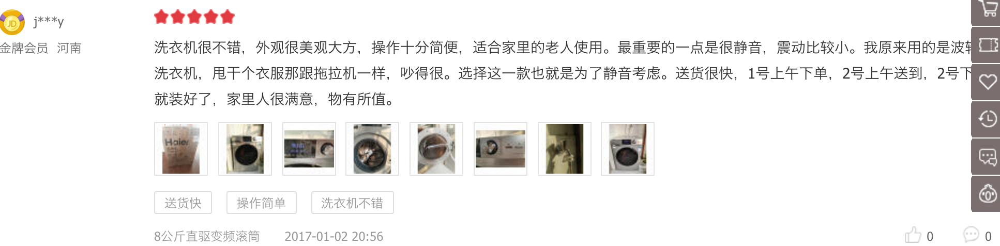 j***y
金牌会员 河南
洗衣机很不错，外观很美观大方，操作十分简便，适合家里的老人使用。最重要的一点是很静音，震动比较小。我原来用的是波
洗衣机，甩干个衣服那跟拖拉机一样，吵得很。选择这一款也就是为了静音考虑。送货很快，1号上午下单，2号上午送到，2号下
就装好了，家里人很满意，物有所值。
Haier
送货快 操作简单 洗衣机不错
8公斤直驱变频滚筒 2017-01-02 20:56
0 0
JD